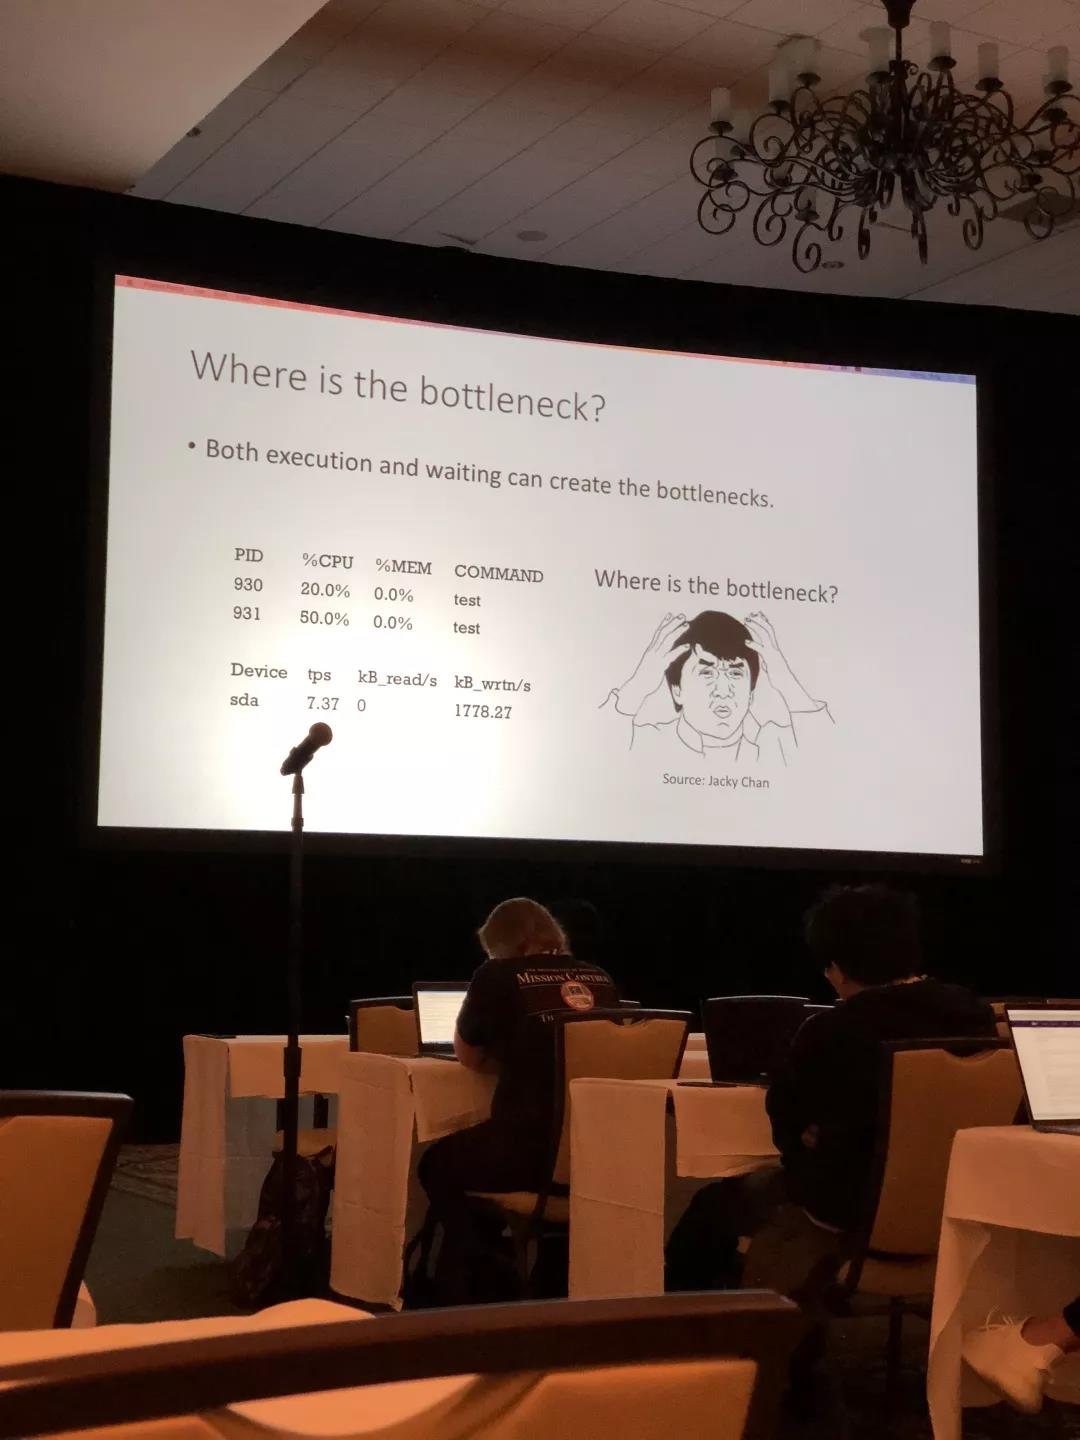 Where is the bottleneck?
• Both execution and waiting can create the bottlenecks.
PID %CPU %MEM COMMAND
930 20.0% 0.0% test
931 50.0% 0.0% test
Device tps kB_read/s kB_wrtn/s
sda 7.37 0 1778.27
Where is the bottleneck?
Source: Jacky Chan
MISSION CONTROL